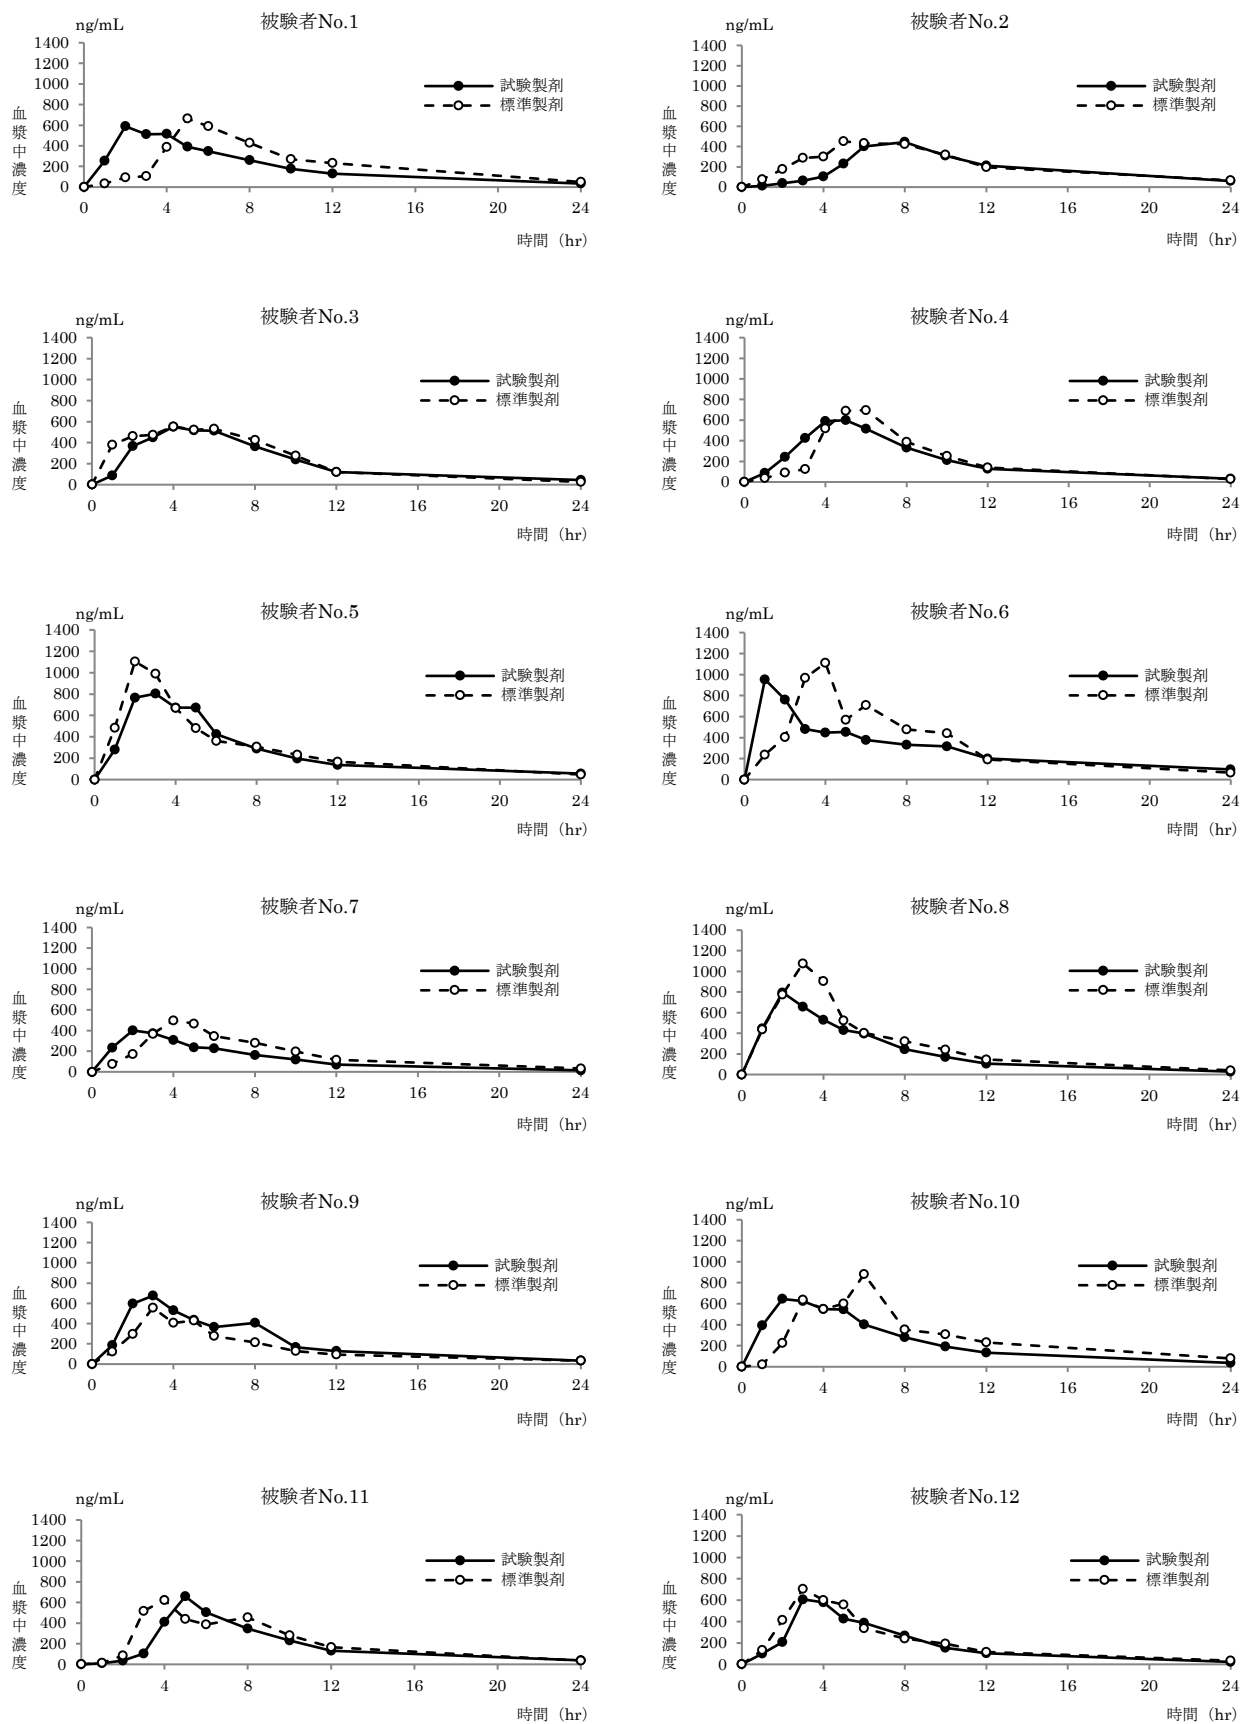 ng/mL
被験者No.1
1400
1200
1000
800
600
400
200
0
血漿中濃度
試験製剤
標準製剤
0 4 8 12 16 20 24
時間（hr）
ng/mL
被験者No.2
1400
1200
1000
800
600
400
200
0
血漿中濃度
試験製剤
標準製剤
0 4 8 12 16 20 24
時間（hr）
ng/mL
被験者No.3
1400
1200
1000
800
600
400
200
0
血漿中濃度
試験製剤
標準製剤
0 4 8 12 16 20 24
時間（hr）
ng/mL
被験者No.4
1400
1200
1000
800
600
400
200
0
血漿中濃度
試験製剤
標準製剤
0 4 8 12 16 20 24
時間（hr）
ng/mL
被験者No.5
1400
1200
1000
800
600
400
200
0
血漿中濃度
試験製剤
標準製剤
0 4 8 12 16 20 24
時間（hr）
ng/mL
被験者No.6
1400
1200
1000
800
600
400
200
0
血漿中濃度
試験製剤
標準製剤
0 4 8 12 16 20 24
時間（hr）
ng/mL
被験者No.7
1400
1200
1000
800
600
400
200
0
血漿中濃度
試験製剤
標準製剤
0 4 8 12 16 20 24
時間（hr）
ng/mL
被験者No.8
1400
1200
1000
800
600
400
200
0
血漿中濃度
試験製剤
標準製剤
0 4 8 12 16 20 24
時間（hr）
ng/mL
被験者No.9
1400
1200
1000
800
600
400
200
0
血漿中濃度
試験製剤
標準製剤
0 4 8 12 16 20 24
時間（hr）
ng/mL
被験者No.10
1400
1200
1000
800
600
400
200
0
血漿中濃度
試験製剤
標準製剤
0 4 8 12 16 20 24
時間（hr）
ng/mL
被験者No.11
1400
1200
1000
800
600
400
200
0
血漿中濃度
試験製剤
標準製剤
0 4 8 12 16 20 24
時間（hr）
ng/mL
被験者No.12
1400
1200
1000
800
600
400
200
0
血漿中濃度
試験製剤
標準製剤
0 4 8 12 16 20 24
時間（hr）